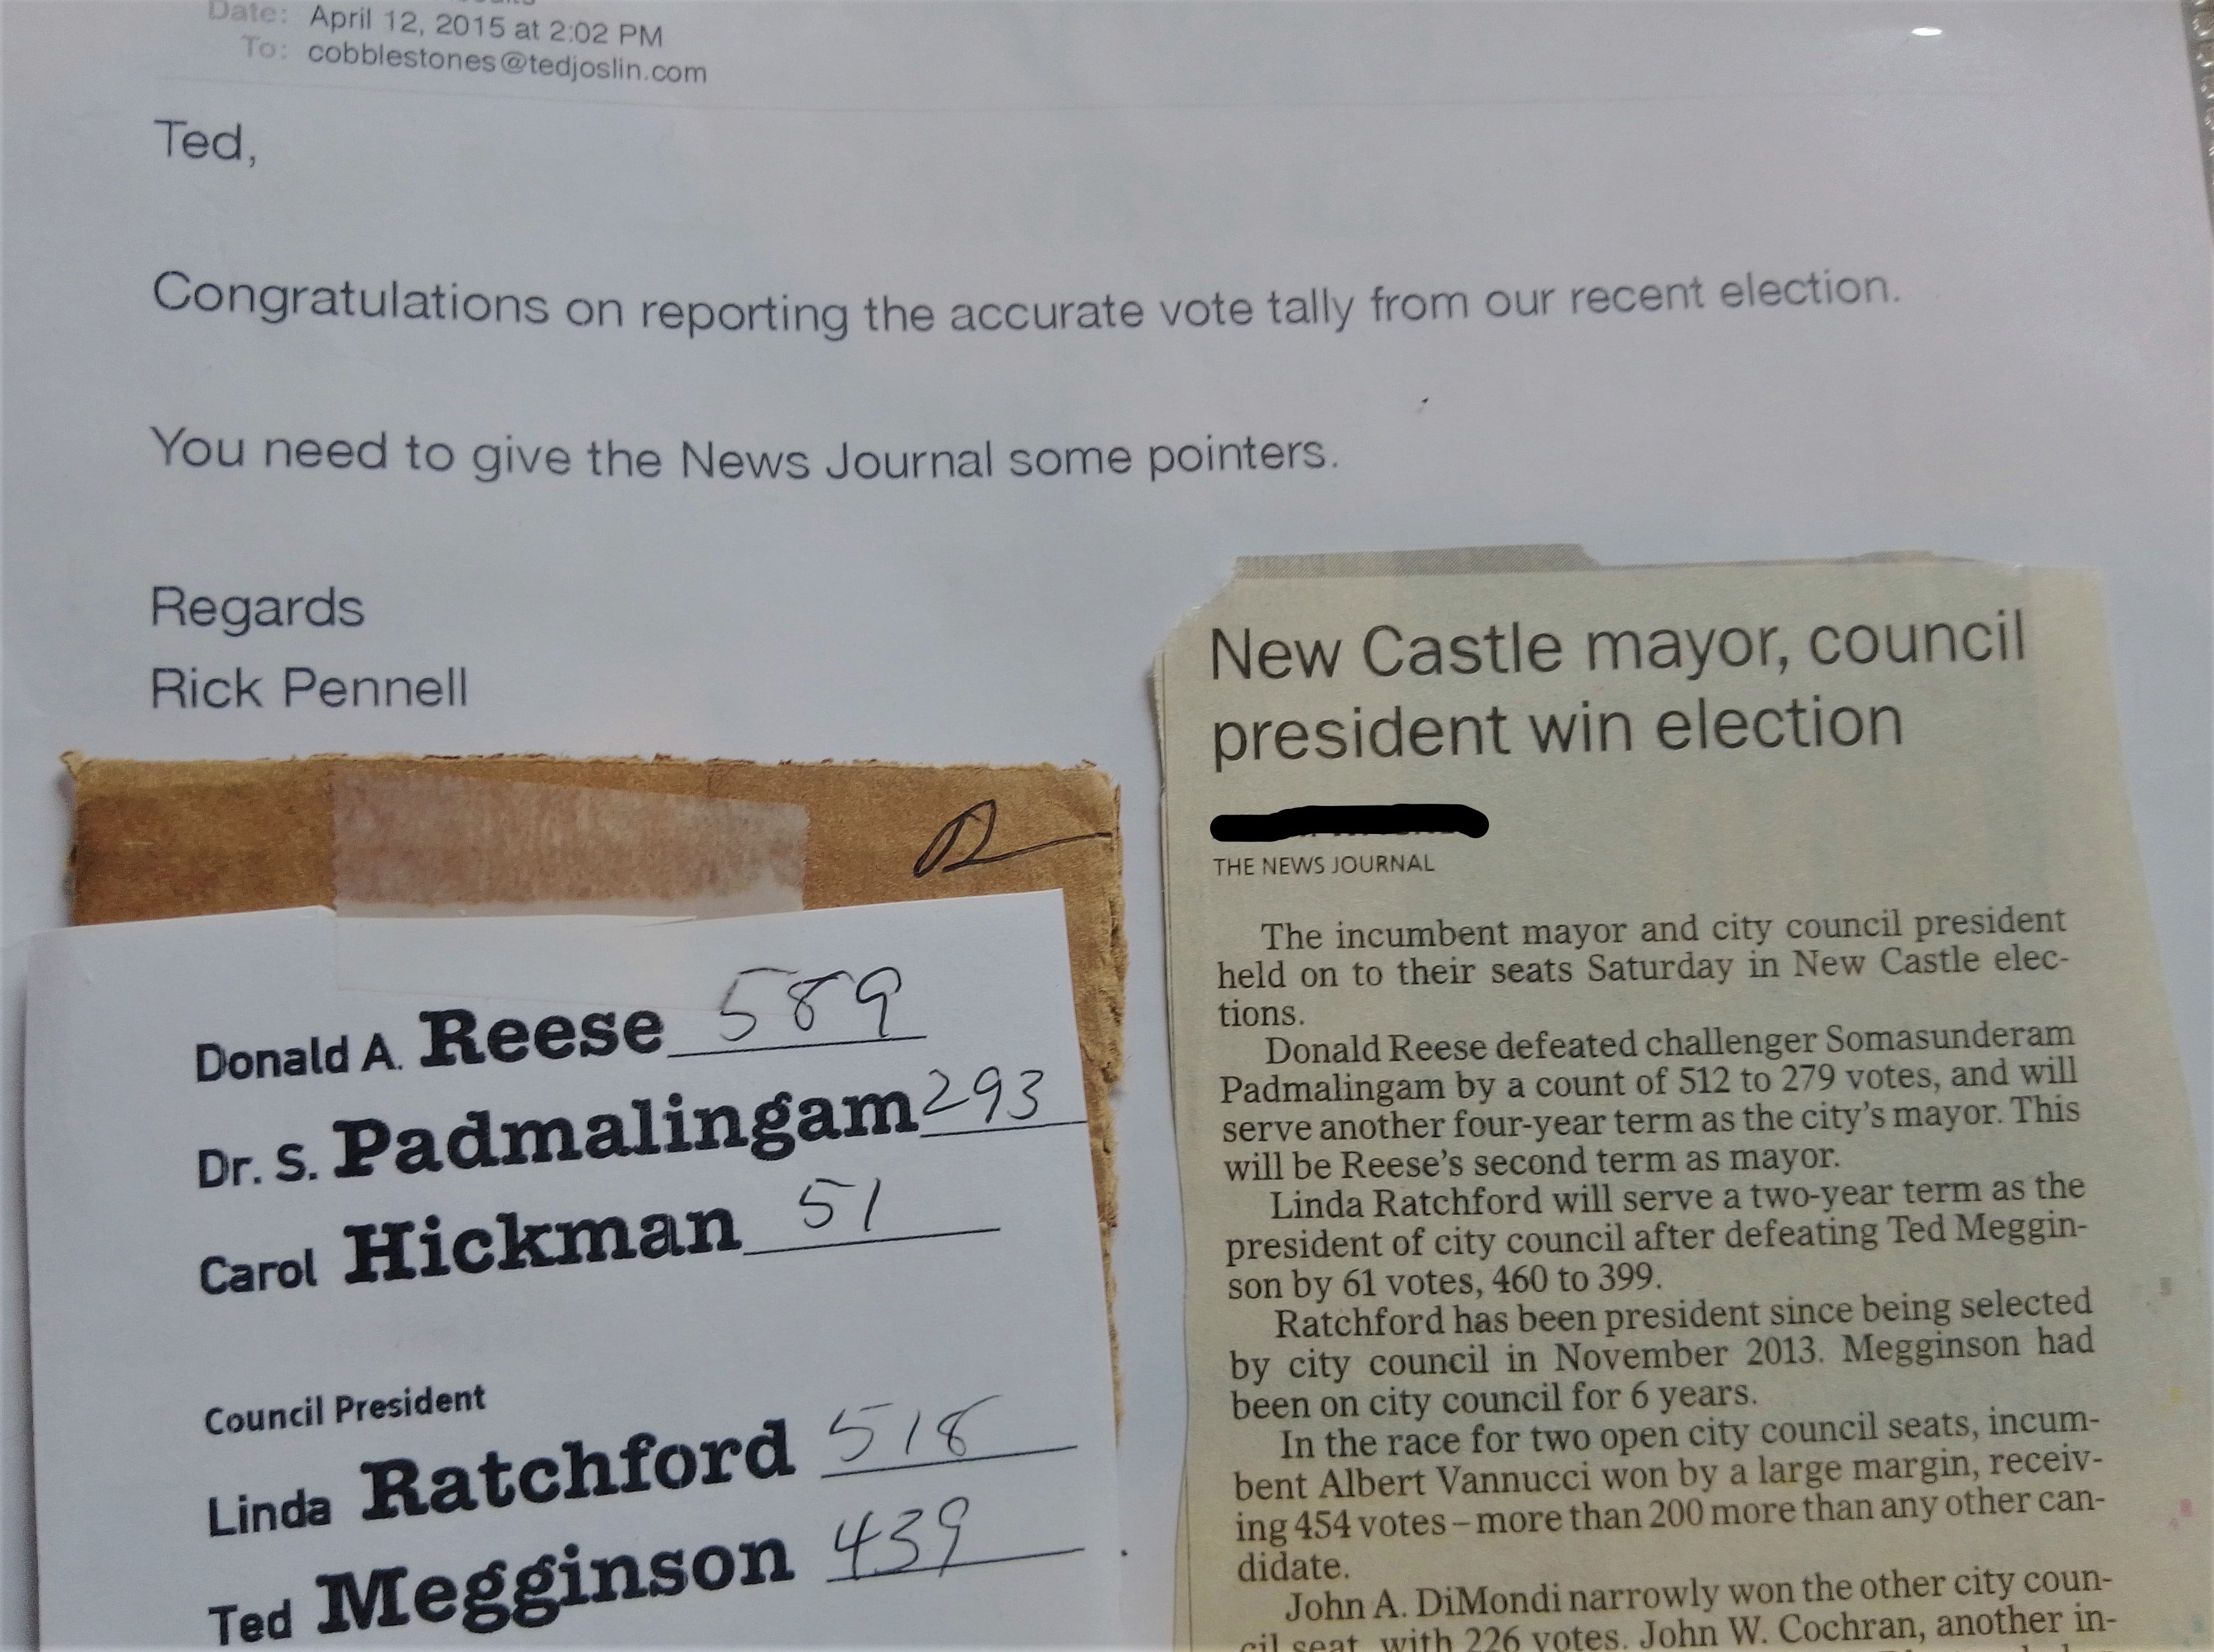 Date: April 12, 2015 at 2:02 PM
To: cobblestones@tedjoslin.com
Ted,
Congratulations on reporting the accurate vote tally from our recent election.
You need to give the News Journal some pointers.
Regards
Rick Pennell
Donald A. Reese 589
Dr. S. Padmalingam 293
Carol Hickman 51
Council President
Linda Ratchford 518
Ted Megginson 439
New Castle mayor, council
president win election
THE NEWS JOURNAL
The incumbent mayor and city council president
held on to their seats Saturday in New Castle elec-
tions.
Donald Reese defeated challenger Somasunderam
Padmalingam by a count of 512 to 279 votes, and will
serve another four-year term as the city's mayor. This
will be Reese's second term as mayor.
Linda Ratchford will serve a two-year term as the
president of city council after defeating Ted Meggin-
son by 61 votes, 460 to 399.
Ratchford has been president since being selected
by city council in November 2013. Megginson had
been on city council for 6 years.
In the race for two open city council seats, incum-
bent Albert Vannucci won by a large margin, receiv-
ing 454 votes – more than 200 more than any other can-
didate.
John A. DiMondi narrowly won the other city coun-
cil seat, with 226 votes. John W. Cochran, another in-